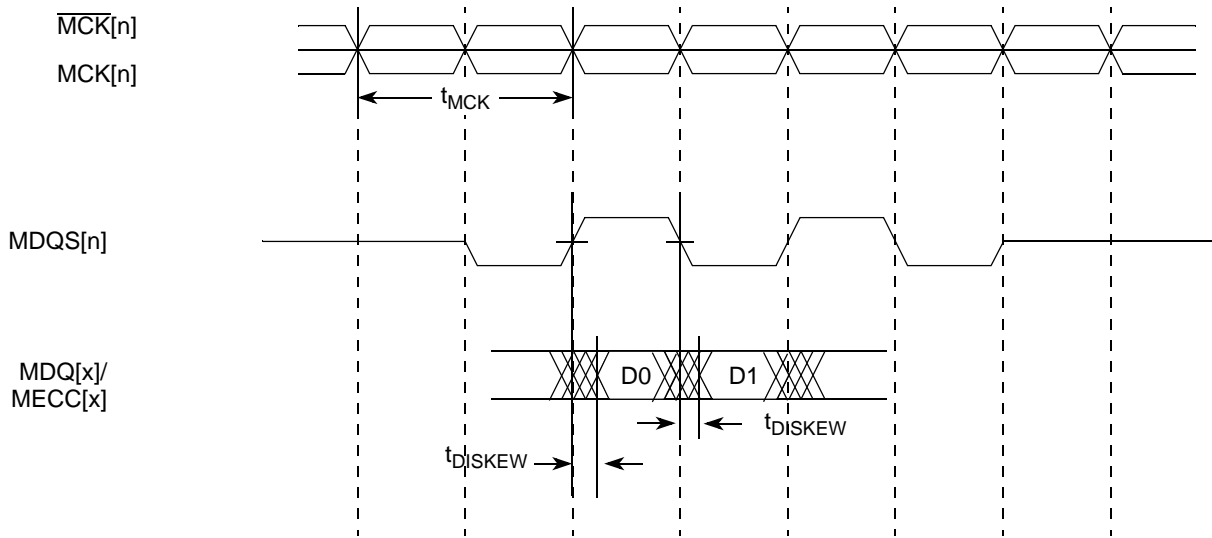 MCK[n]
MCK[n]
tMCK
MDQS[n]
MDQ[x]/
MECC[x]
D0
D1
tDISKEW
tDISKEW